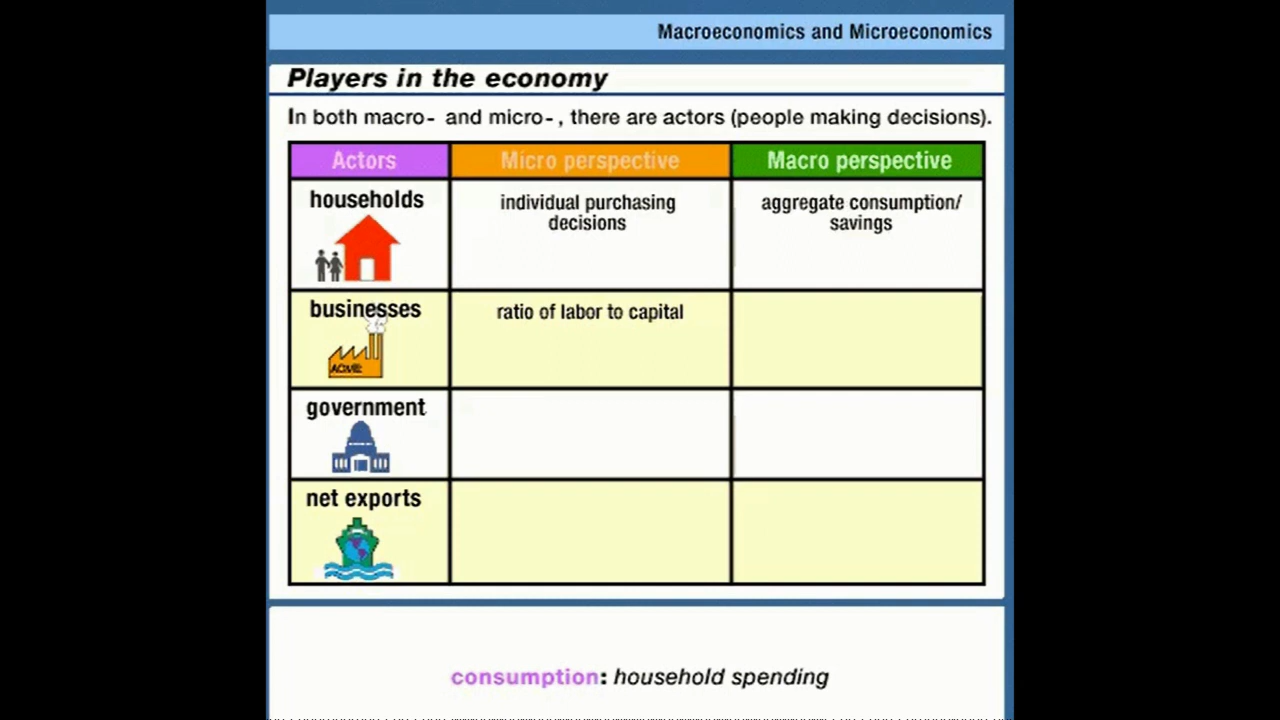 Macroeconomics and Microeconomics
Players in the economy
In both macro- and micro-, there are actors (people making decisions).
Actors
Micro perspective
Macro perspective
households
individual purchasing
decisions
aggregate consumption/
savings
businesses
ratio of labor to capital
ACME
government
net exports
consumption: household spending